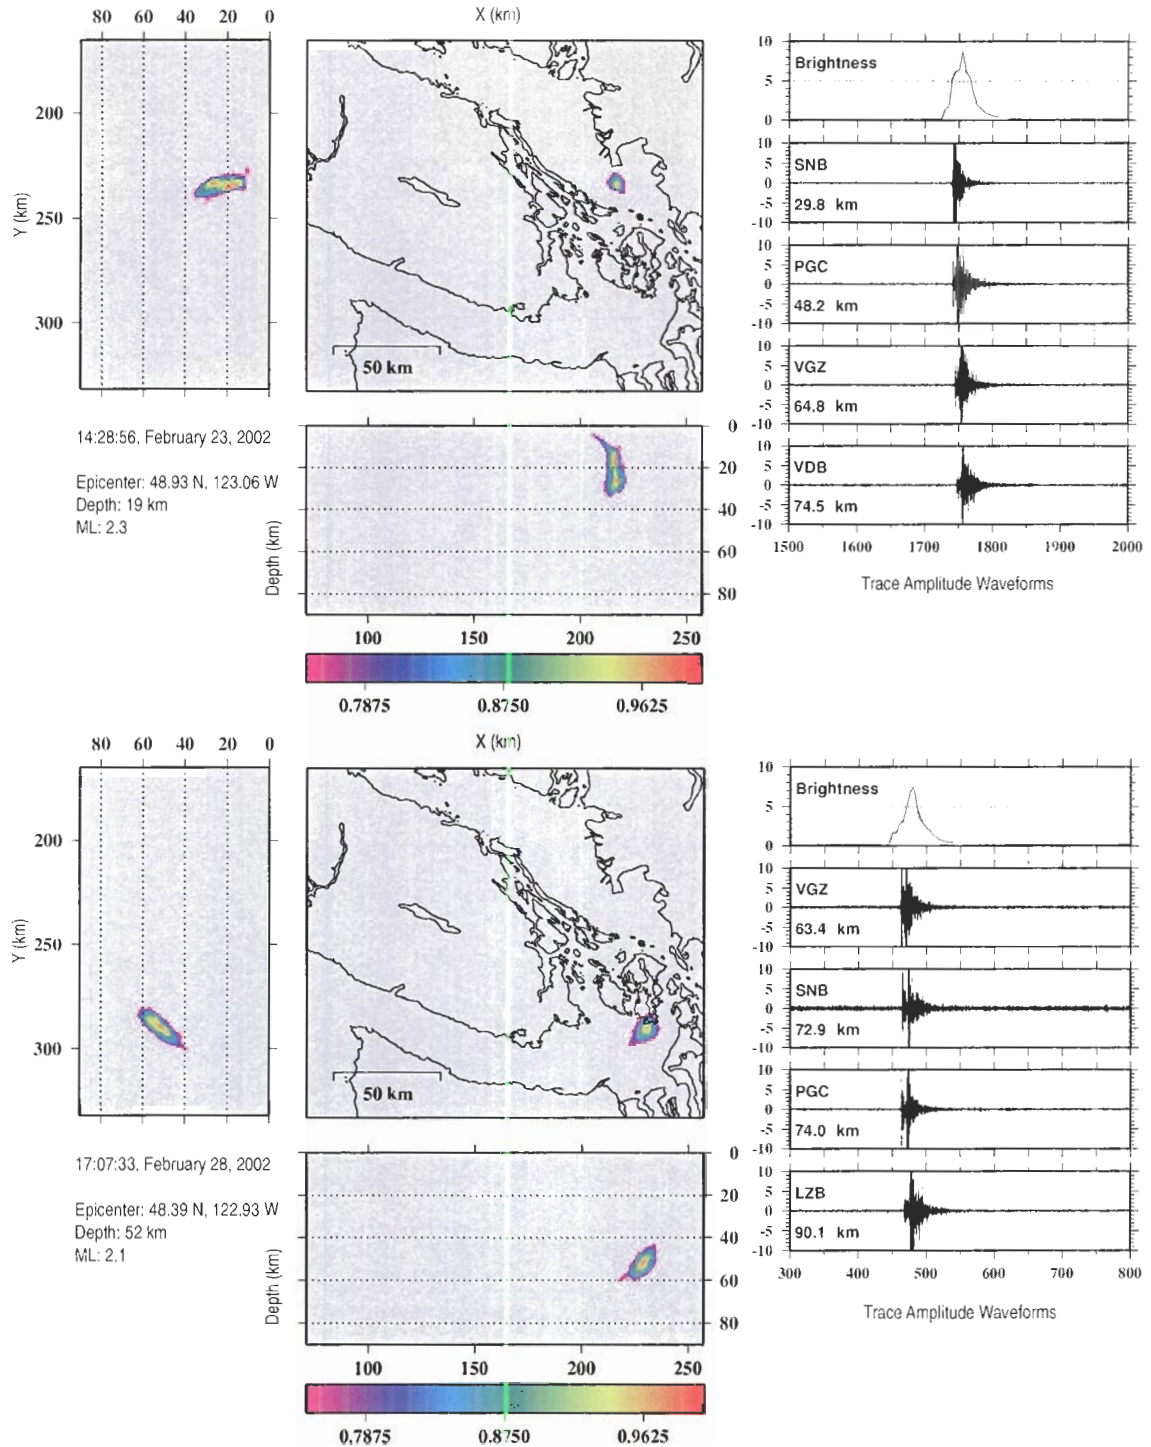 X (km)
80 60 40 20 0
Y (km)
200
250
300
50 km
14:28:56, February 23, 2002
Epicenter: 48.93 N, 123.06 W
Depth: 19 km
ML: 2.3
Depth (km)
0
20
40
60
80
100 150 200 250
0.7875 0.8750 0.9625
10
Brightness
5
0
10
SNB
5
0
-5
29.8 km
-10
10
PGC
5
0
-5
48.2 km
-10
10
VGZ
5
0
-5
64.8 km
-10
10
VDB
5
0
-5
74.5 km
-10
1500 1600 1700 1800 1900 2000
Trace Amplitude Waveforms
X (km)
80 60 40 20 0
Y (km)
200
250
300
50 km
17:07:33, February 28, 2002
Epicenter: 48.39 N, 122.93 W
Depth: 52 km
ML: 2.1
Depth (km)
0
20
40
60
80
100 150 200 250
0.7875 0.8750 0.9625
10
Brightness
5
0
10
VGZ
5
0
-5
63.4 km
-10
10
SNB
5
0
-5
72.9 km
-10
10
PGC
5
0
-5
74.0 km
-10
10
LZB
5
0
-5
90.1 km
-10
300 400 500 600 700 800
Trace Amplitude Waveforms